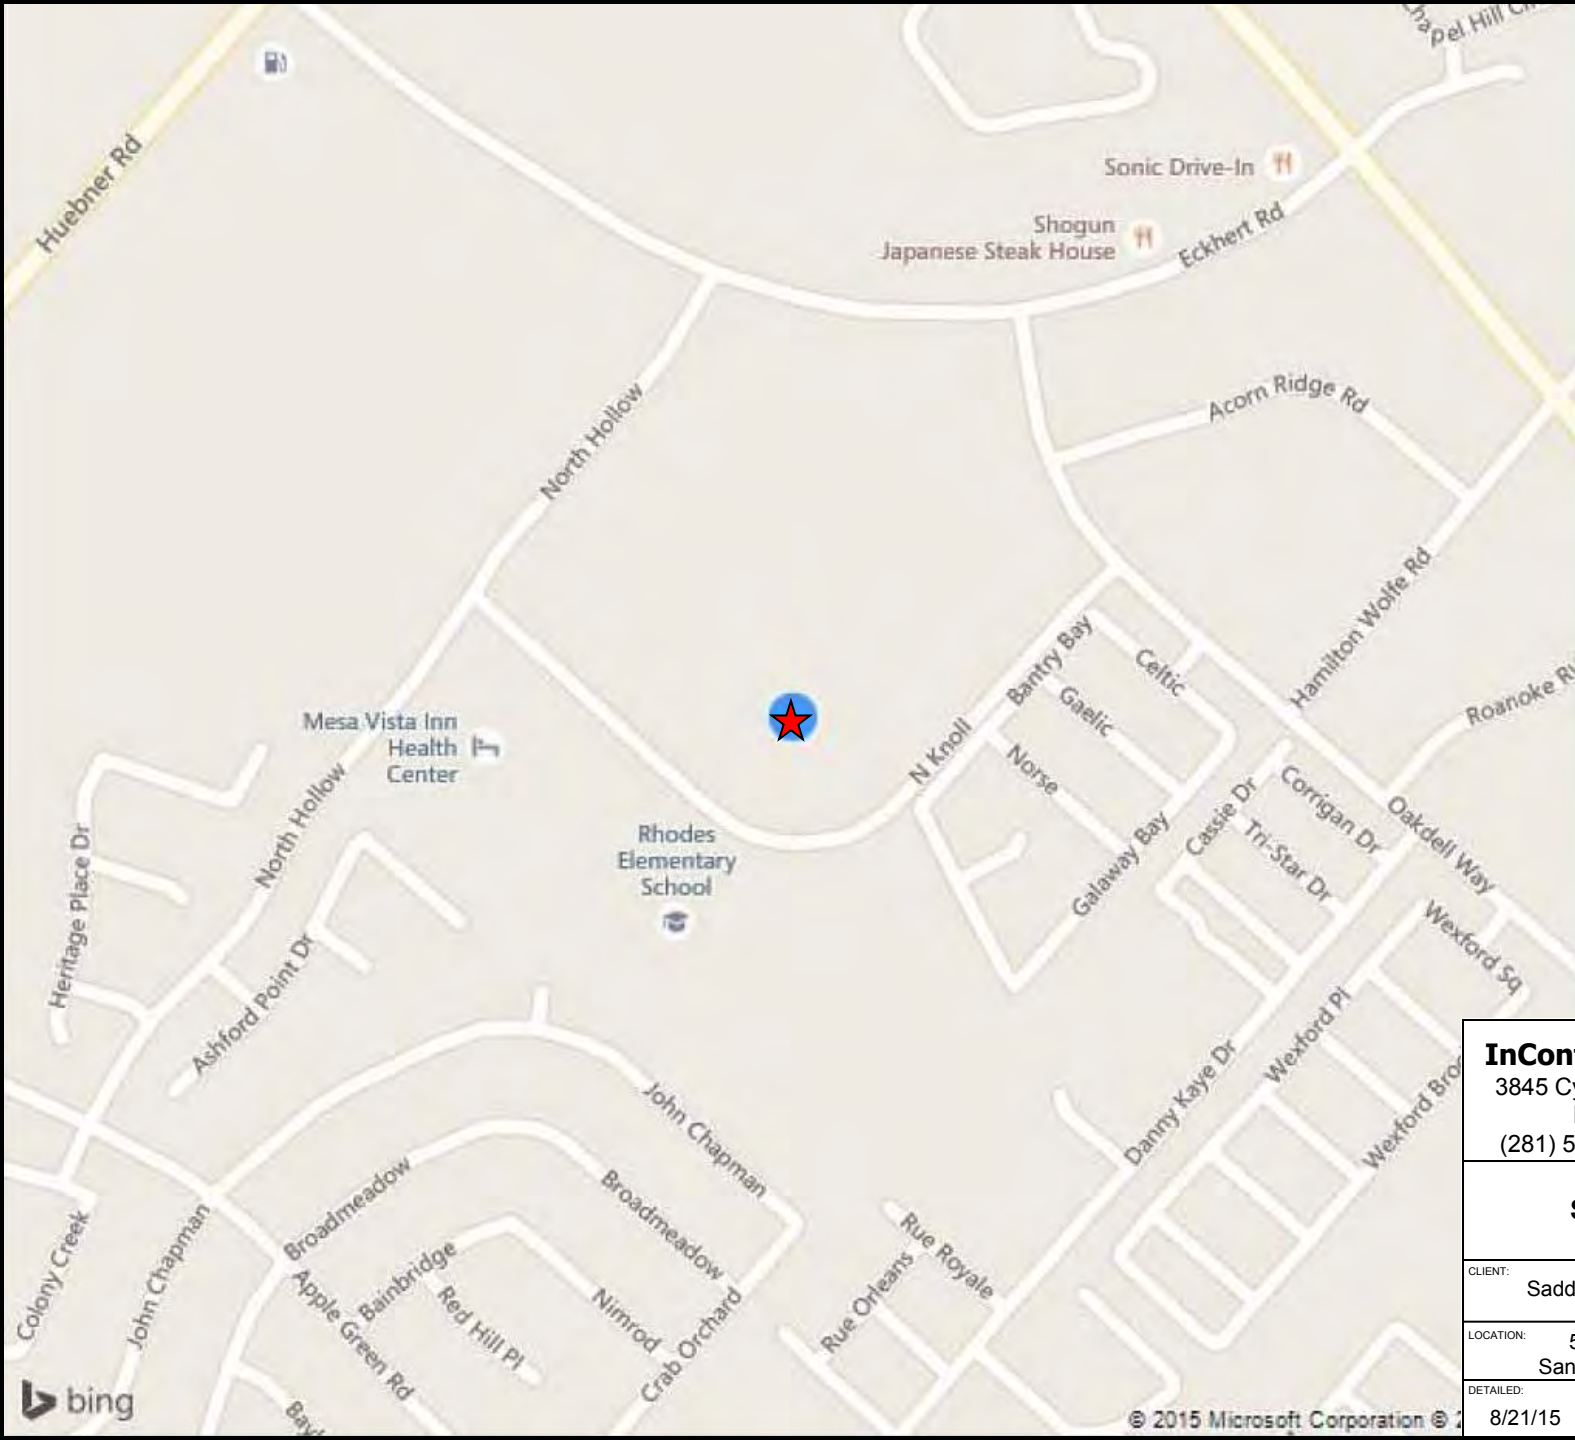 Chapel Hill
Huebner Rd
Sonic Drive-In
Shogun
Japanese Steak House
Eckhert Rd
Acorn Ridge Rd
North Hollow
Hamilton Wolfe Rd
Bantry Bay
Celtic
Gaelic
Roanoke
Mesa Vista Inn
Health
Center
N Knoll
Norse
North Hollow
Corrigan Dr
Cassie Dr
Oakdell Way
Tri-Star Dr
Galaway Bay
Rhodes
Elementary
School
Heritage Place Dr
Ashford Point Dr
Wexford Sq
Wexford Pl
Danny Kaye Dr
Wexford
John Chapman
Broadmeadow
Broadmeadow
Colony Creek
John Chapman
Bainbridge
Apple Green Rd
Red Hill Pl
Nimrod
Crab Orchard
Rue Royale
Rue Orleans
bing
© 2015 Microsoft Corporation ©
3845
(281) 5
CLIENT:
LOCATION: 5
San
DETAILED:
8/21/15